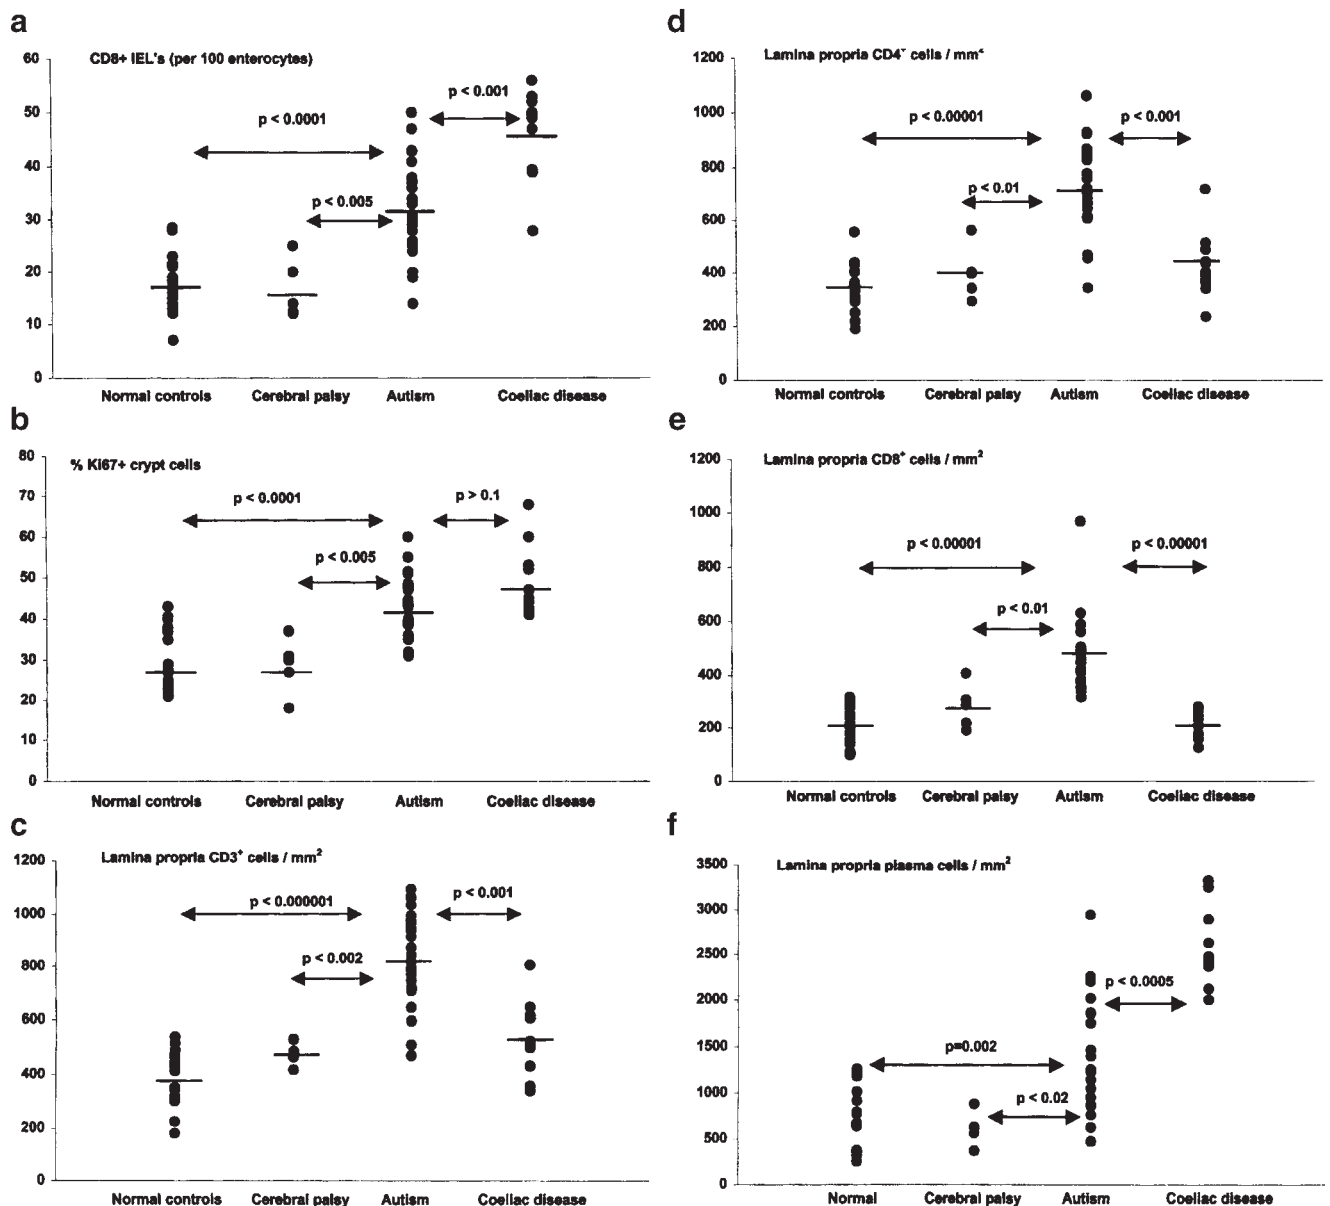 a
CD8+ IEL's (per 100 enterocytes)
60
50
40
30
20
10
0
p < 0.0001
p < 0.001
p < 0.005
Normal controls Cerebral palsy Autism Coeliac disease
b
% Ki67+ crypt cells
80
70
60
50
40
30
20
10
0
p < 0.0001
p > 0.1
p < 0.005
Normal controls Cerebral palsy Autism Coeliac disease
c
Lamina propria CD3⁺ cells / mm²
1200
1000
800
600
400
200
0
p < 0.000001
p < 0.001
p < 0.002
Normal controls Cerebral palsy Autism Coeliac disease
d
Lamina propria CD4⁺ cells / mm²
1200
1000
800
600
400
200
0
p < 0.00001
p < 0.001
p < 0.01
Normal controls Cerebral palsy Autism Coeliac disease
e
Lamina propria CD8⁺ cells / mm²
1200
1000
800
600
400
200
0
p < 0.00001
p < 0.00001
p < 0.01
Normal controls Cerebral palsy Autism Coeliac disease
f
Lamina propria plasma cells / mm²
3500
3000
2500
2000
1500
1000
500
0
p < 0.0005
p=0.002
p < 0.02
Normal Cerebral palsy Autism Coeliac disease